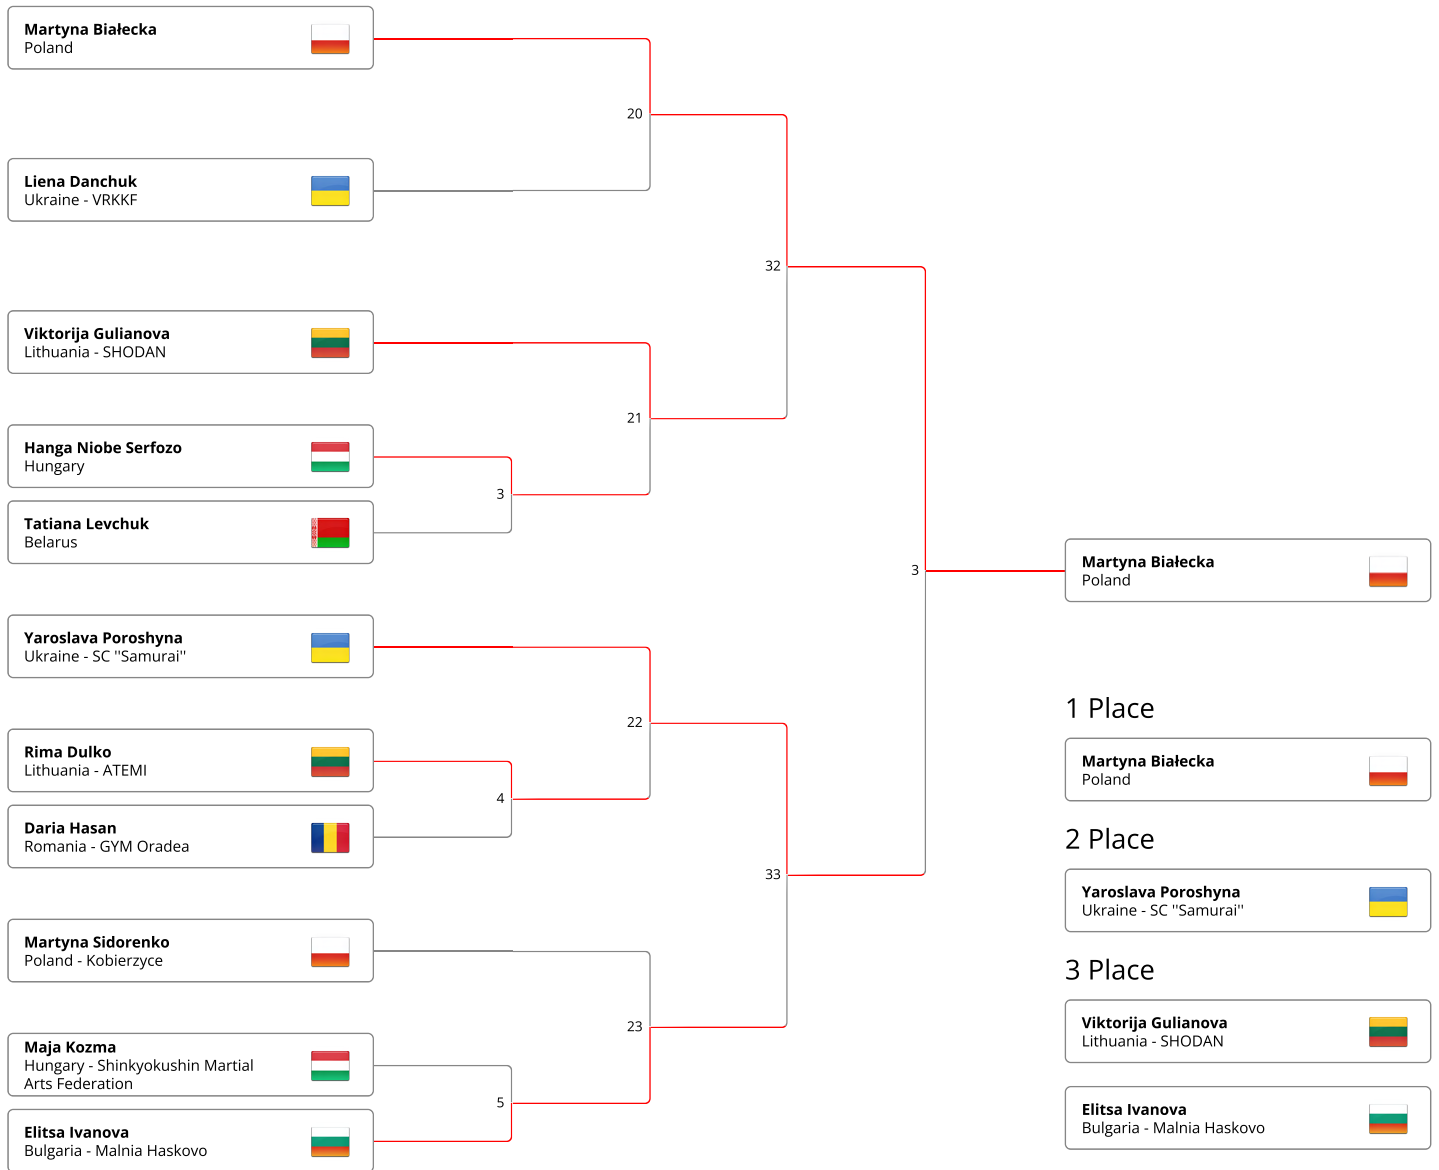 Martyna Białecka
Poland
20
Liena Danchuk
Ukraine - VRKKF
32
Viktorija Gulianova
Lithuania - SHODAN
21
Hanga Niobe Serfozo
Hungary
3
Tatiana Levchuk
Belarus
3
Martyna Białecka
Poland
Yaroslava Poroshyna
Ukraine - SC "Samurai"
22
Rima Dulko
Lithuania - ATEMI
4
Daria Hasan
Romania - GYM Oradea
33
Martyna Sidorenko
Poland - Kobierzyce
23
Maja Kozma
Hungary - Shinkyokushin Martial
Arts Federation
5
Elitsa Ivanova
Bulgaria - Malnia Haskovo
1 Place
Martyna Białecka
Poland
2 Place
Yaroslava Poroshyna
Ukraine - SC "Samurai"
3 Place
Viktorija Gulianova
Lithuania - SHODAN
Elitsa Ivanova
Bulgaria - Malnia Haskovo